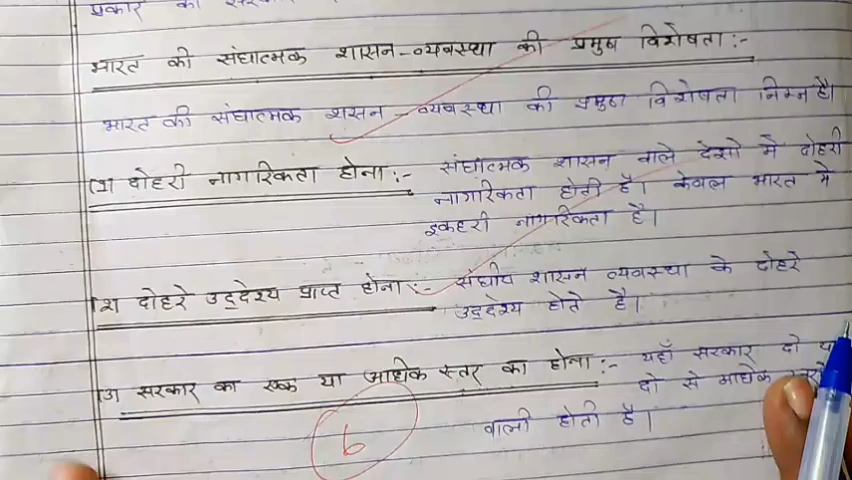 प्रकार की
भारत की संघात्मक शासन-व्यवस्था की प्रमुख विशेषता:-
भारत की संघात्मक शसन - व्यवस्था की प्रमुख विशेषता निम्न है।
(1) दोहरी नागरिकता होना:- संघात्मक शासन वाले देशो मे दोहरी
नागरिकता होती है। केवल भारत मे
इकहरी नागरिकता है।
(2) दोहरे उद्देश्य प्राप्त होना:- संघीय शासन व्यवस्था के दोहरे
उद्देश्य होते है।
(3) सरकार का एक या अधिक स्तर का होना:- यहाँ सरकार दो या
दो से अधिक
वाली होती है।
6